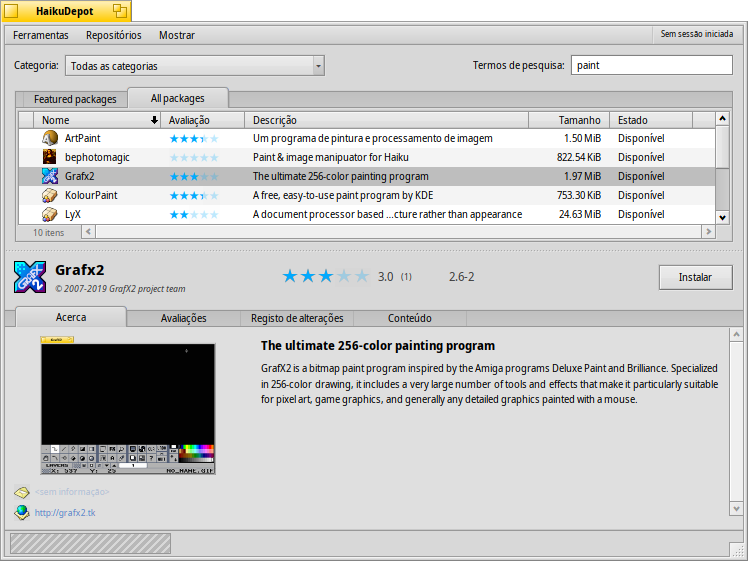 HaikuDepot
Ferramentas Repositórios Mostrar Sem sessão iniciada
Categoria: Todas as categorias Termos de pesquisa: paint
Featured packages All packages
Nome Avaliação Descrição Tamanho Estado
ArtPaint Um programa de pintura e processamento de imagem 1.50 MiB Disponível
bephotomagic Paint & image manipuator for Haiku 822.54 KiB Disponível
Grafx2 The ultimate 256-color painting program 1.97 MiB Disponível
KolourPaint A free, easy-to-use paint program by KDE 753.30 KiB Disponível
LyX A document processor based ...cture rather than appearance 24.63 MiB Disponível
10 itens
Grafx2 3.0 (1) 2.6-2 Instalar
© 2007-2019 GrafX2 project team
Acerca Avaliações Registo de alterações Conteúdo
The ultimate 256-color painting program
GrafX2 is a bitmap paint program inspired by the Amiga programs Deluxe Paint and Brilliance. Specialized
in 256-color drawing, it includes a very large number of tools and effects that make it particularly suitable
for pixel art, game graphics, and generally any detailed graphics painted with a mouse.
GrafX2
LAYERS 1
X: 537 Y: 25 NO_NAME.GIF
<sem informação>
http://grafx2.tk